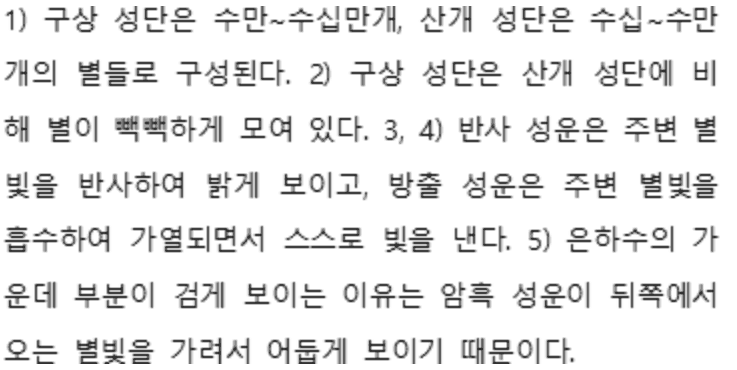 1) 구상 성단은 수만~수십만개, 산개 성단은 수십~수만
개의 별들로 구성된다. 2) 구상 성단은 산개 성단에 비
해 별이 빽빽하게 모여 있다. 3, 4) 반사 성운은 주변 별
빛을 반사하여 밝게 보이고, 방출 성운은 주변 별빛을
흡수하여 가열되면서 스스로 빛을 낸다. 5) 은하수의 가
운데 부분이 검게 보이는 이유는 암흑 성운이 뒤쪽에서
오는 별빛을 가려서 어둡게 보이기 때문이다.